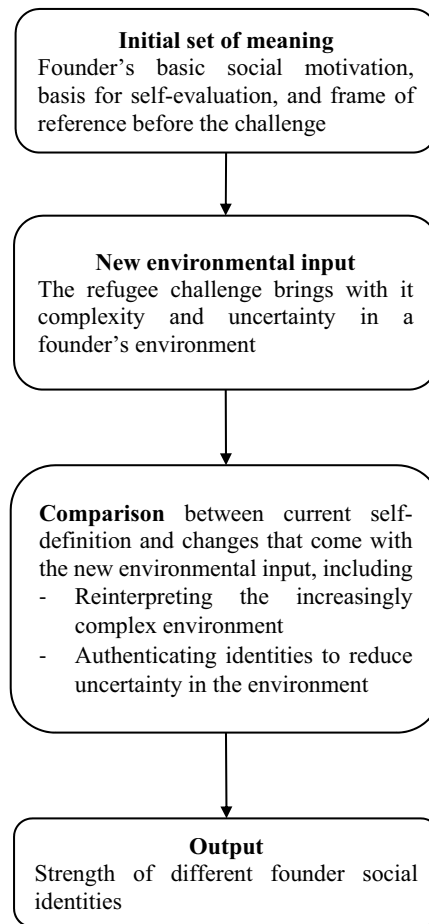 Initial set of meaning
Founder's basic social motivation,
basis for self-evaluation, and frame of
reference before the challenge
New environmental input
The refugee challenge brings with it
complexity and uncertainty in a
founder's environment
Comparison between current self-
definition and changes that come with
the new environmental input, including
- Reinterpreting the increasingly
complex environment
- Authenticating identities to reduce
uncertainty in the environment
Output
Strength of different founder social
identities